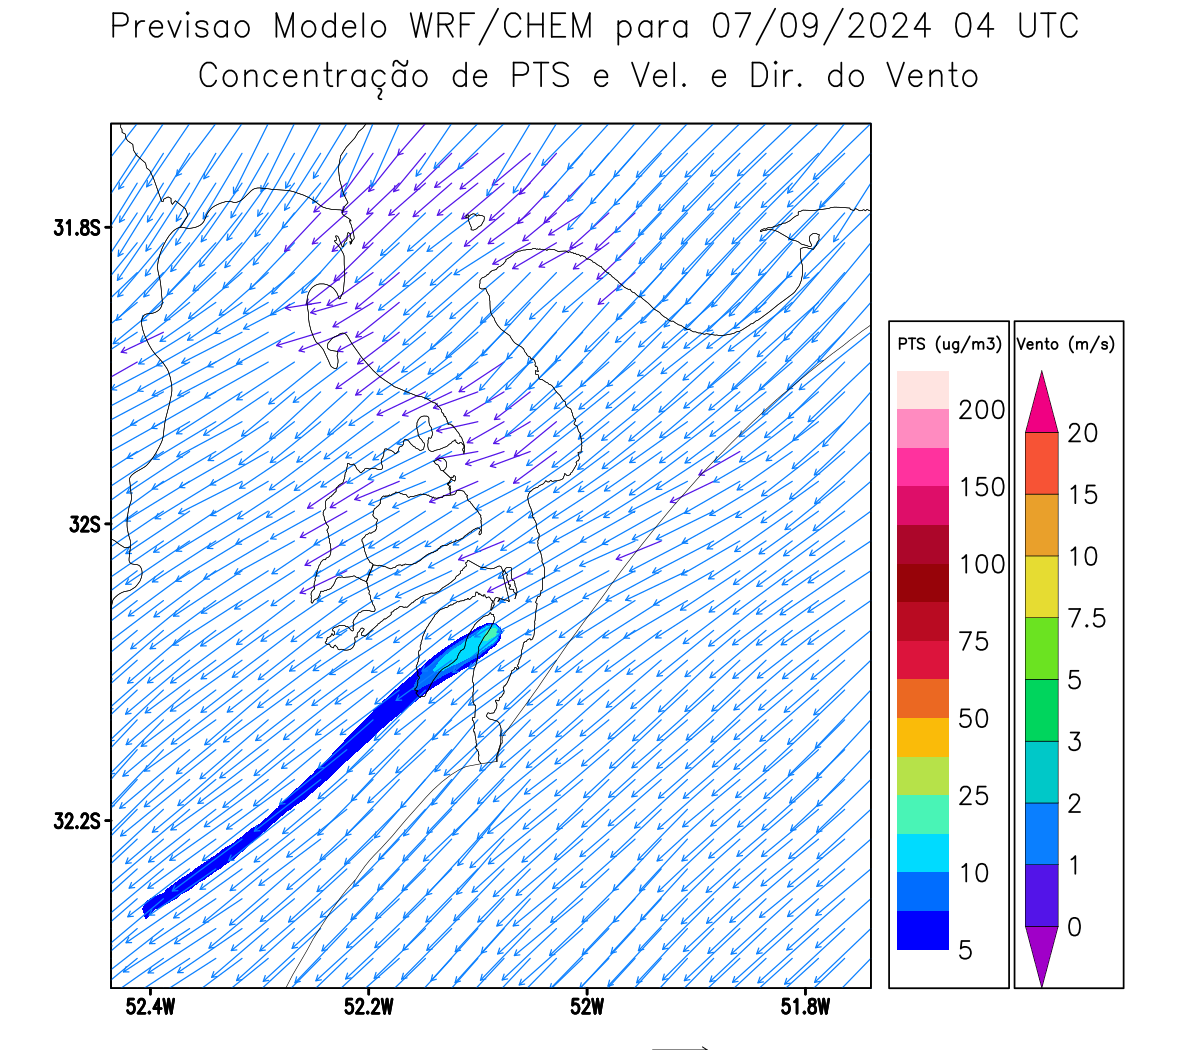 Previsao Modelo WRF/CHEM para 07/09/2024 04 UTC
Concentração de PTS e Vel. e Dir. do Vento
31.8S
32S
32.2S
52.4W
52.2W
52W
51.8W
PTS (ug/m3)
200
150
100
75
50
25
10
5
Vento (m/s)
20
15
10
7.5
5
3
2
1
0